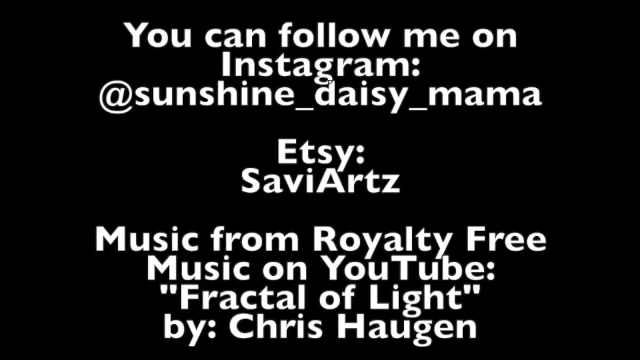 You can follow me on
Instagram:
@sunshine_daisy_mama
Etsy:
SaviArtz
Music from Royalty Free
Music on YouTube:
"Fractal of Light"
by: Chris Haugen